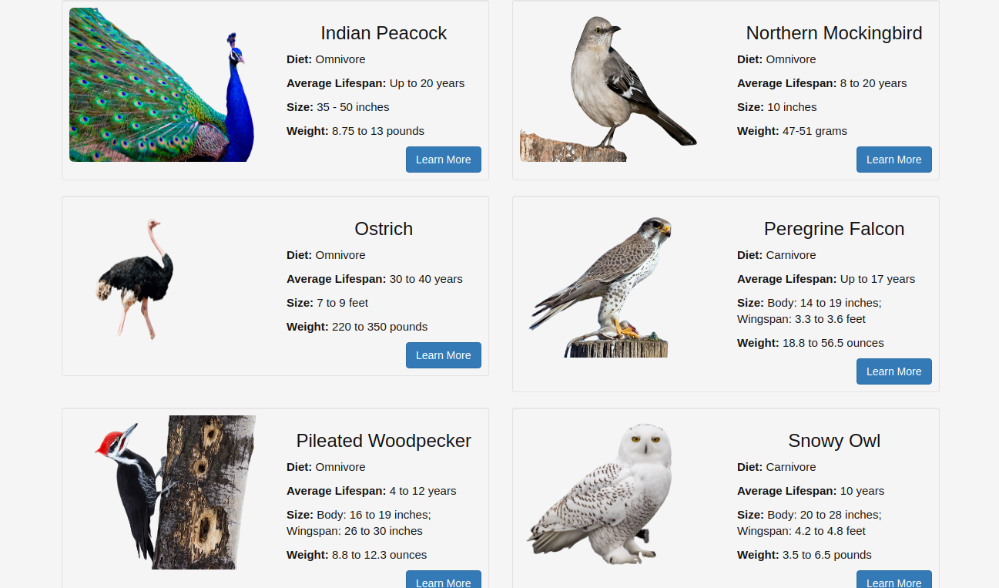 Indian Peacock
Diet: Omnivore
Average Lifespan: Up to 20 years
Size: 35 - 50 inches
Weight: 8.75 to 13 pounds
Learn More
Northern Mockingbird
Diet: Omnivore
Average Lifespan: 8 to 20 years
Size: 10 inches
Weight: 47-51 grams
Learn More
Ostrich
Diet: Omnivore
Average Lifespan: 30 to 40 years
Size: 7 to 9 feet
Weight: 220 to 350 pounds
Learn More
Peregrine Falcon
Diet: Carnivore
Average Lifespan: Up to 17 years
Size: Body: 14 to 19 inches;
Wingspan: 3.3 to 3.6 feet
Weight: 18.8 to 56.5 ounces
Learn More
Pileated Woodpecker
Diet: Omnivore
Average Lifespan: 4 to 12 years
Size: Body: 16 to 19 inches;
Wingspan: 26 to 30 inches
Weight: 8.8 to 12.3 ounces
Learn More
Snowy Owl
Diet: Carnivore
Average Lifespan: 10 years
Size: Body: 20 to 28 inches;
Wingspan: 4.2 to 4.8 feet
Weight: 3.5 to 6.5 pounds
Learn More